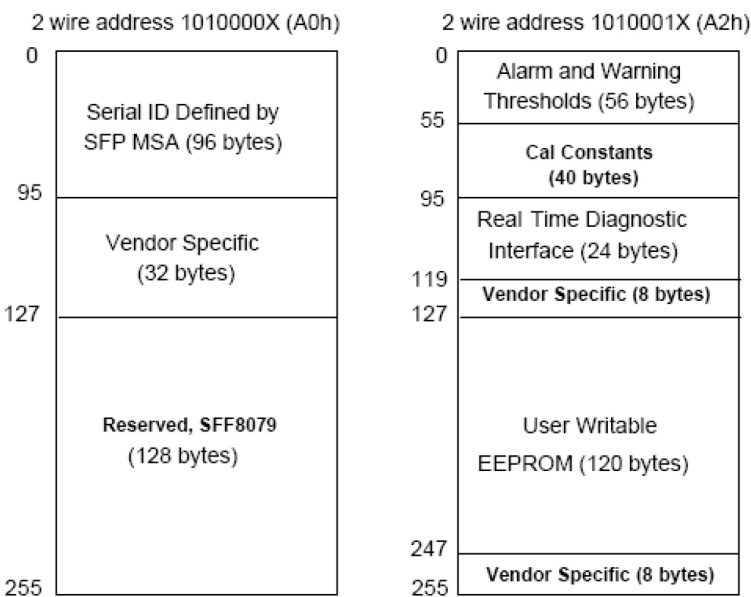 2 wire address 1010000X (A0h)
0
Serial ID Defined by
SFP MSA (96 bytes)
95
Vendor Specific
(32 bytes)
127
Reserved, SFF8079
(128 bytes)
255
2 wire address 1010001X (A2h)
0
Alarm and Warning
Thresholds (56 bytes)
55
Cal Constants
(40 bytes)
95
Real Time Diagnostic
Interface (24 bytes)
119
Vendor Specific (8 bytes)
127
User Writable
EEPROM (120 bytes)
247
Vendor Specific (8 bytes)
255